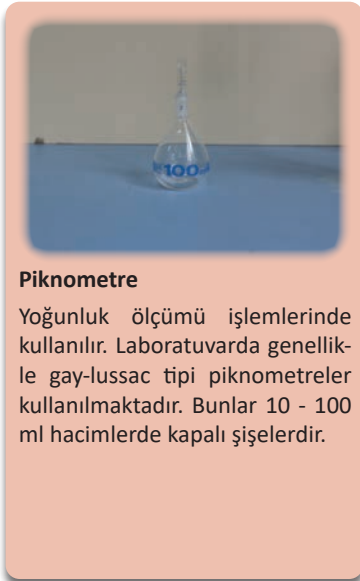 100
Piknometre
Yoğunluk ölçümü işlemlerinde
kullanılır. Laboratuvarda genellik-
le gay-lussac tipi piknometreler
kullanılmaktadır. Bunlar 10 - 100
ml hacimlerde kapalı şişelerdir.